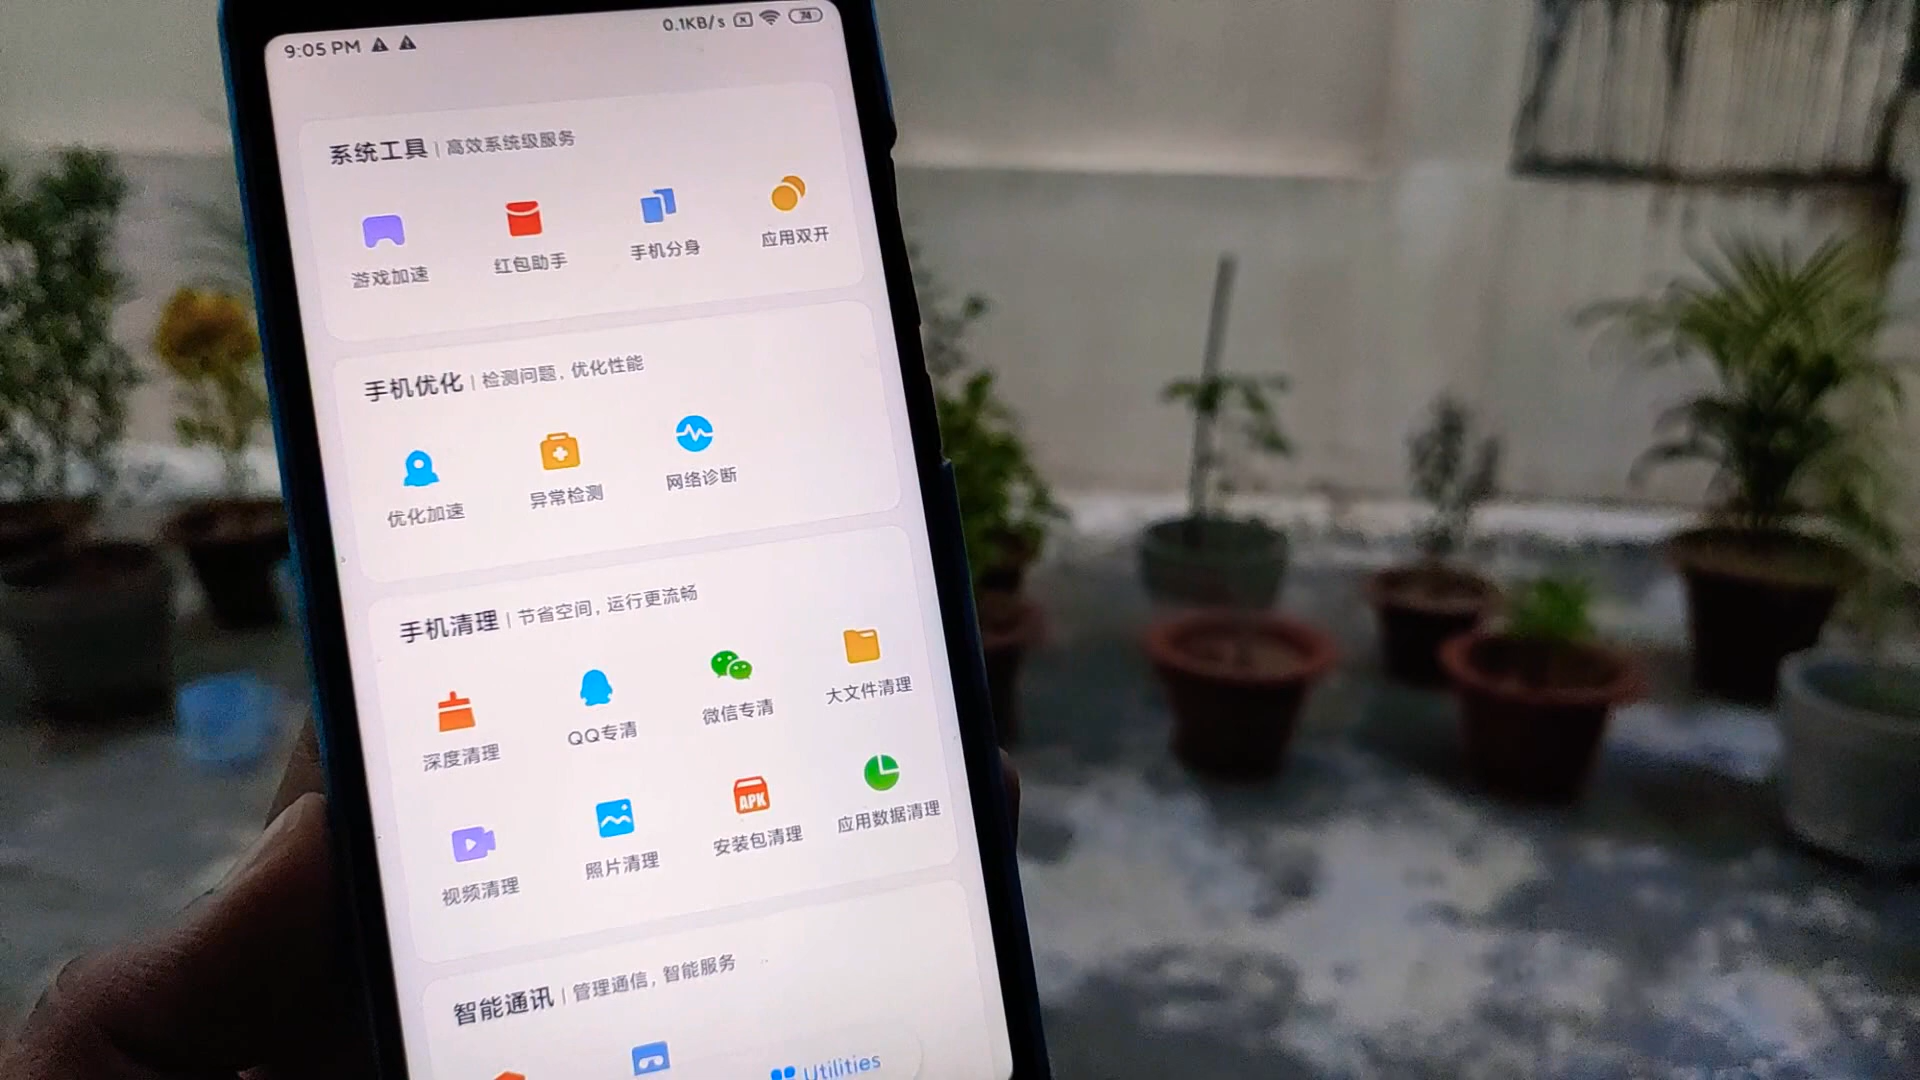 9:05 PM 0.1KB/s 74
系统工具 | 高效系统级服务
游戏加速 红包助手 手机分身 应用双开
手机优化 | 检测问题, 优化性能
优化加速 异常检测 网络诊断
手机清理 | 节省空间, 运行更流畅
深度清理 QQ专清 微信专清 大文件清理
APK
视频清理 照片清理 安装包清理 应用数据清理
智能通讯 | 管理通信, 智能服务
Utilities